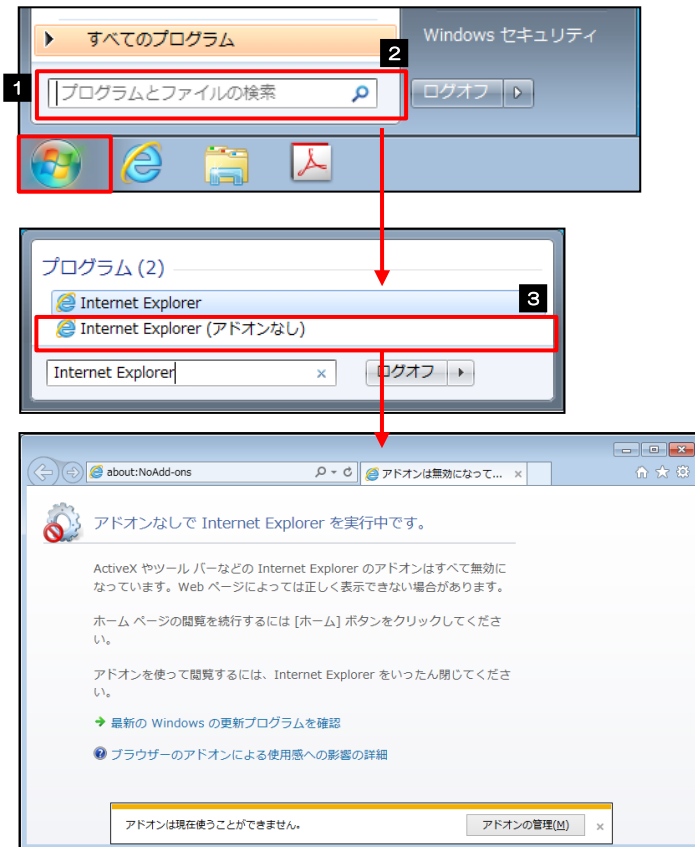 すべてのプログラム
Windows セキュリティ
2
1
プログラムとファイルの検索
ログオフ
プログラム (2)
Internet Explorer
3
Internet Explorer (アドオンなし)
Internet Explorer
ログオフ
about:NoAdd-ons
アドオンは無効になって...
アドオンなしで Internet Explorer を実行中です。
ActiveX やツール バーなどの Internet Explorer のアドオンはすべて無効に
なっています。Web ページによっては正しく表示できない場合があります。
ホーム ページの閲覧を続行するには [ホーム] ボタンをクリックしてくださ
い。
アドオンを使って閲覧するには、Internet Explorer をいったん閉じてくださ
い。
最新の Windows の更新プログラムを確認
ブラウザーのアドオンによる使用感への影響の詳細
アドオンは現在使うことができません。
アドオンの管理(M)